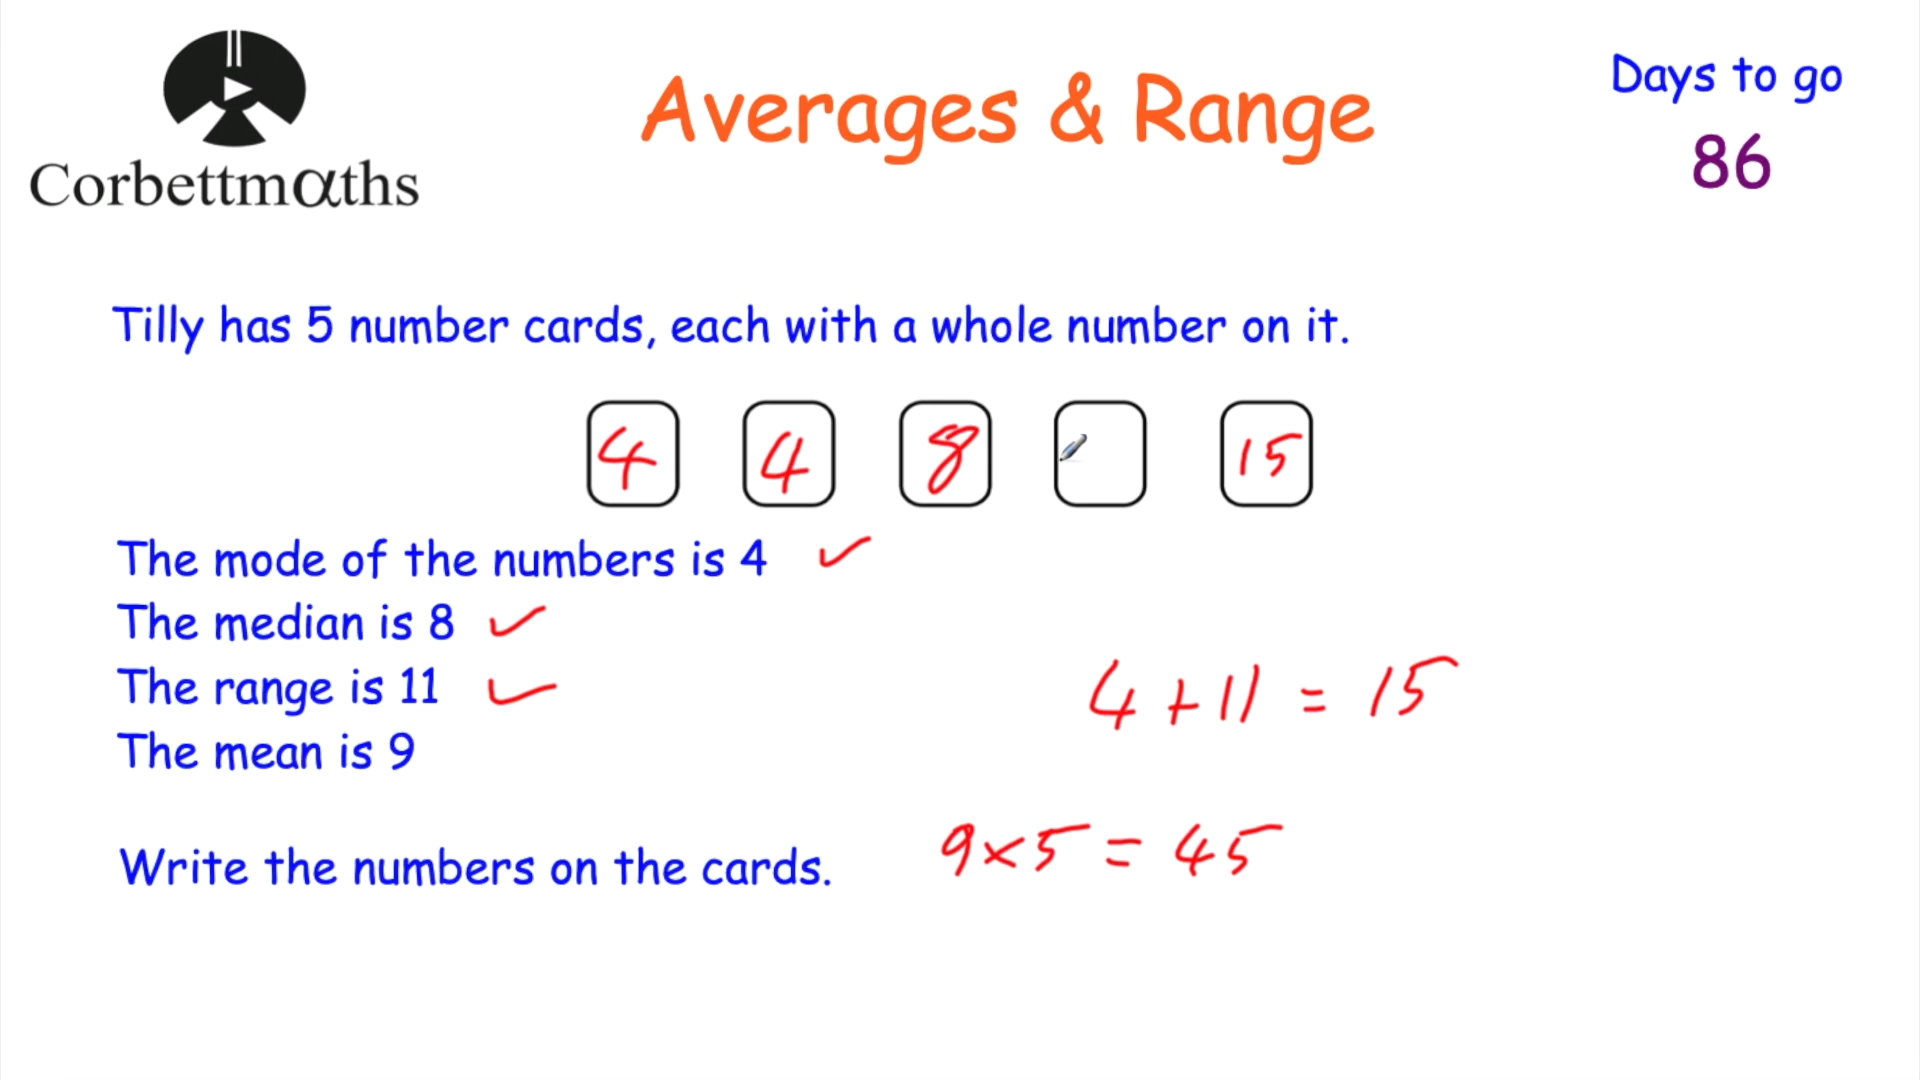 Corbettmαths
Averages & Range
Days to go
86
Tilly has 5 number cards, each with a whole number on it.
4 4 8 15
The mode of the numbers is 4
The median is 8
The range is 11
4 + 11 = 15
The mean is 9
9 × 5 = 45
Write the numbers on the cards.